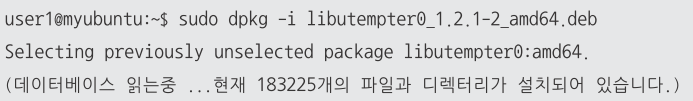 user1@myubuntu:~$ sudo dpkg -i libutempter0_1.2.1-2_amd64.deb
Selecting previously unselected package libutempter0:amd64.
(데이터베이스 읽는중 ...현재 183225개의 파일과 디렉터리가 설치되어 있습니다.)